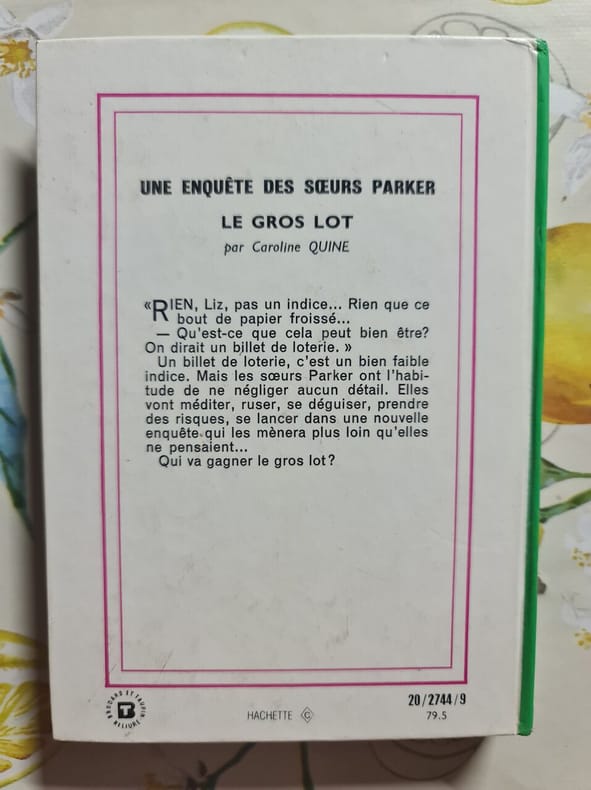 UNE ENQUÊTE DES SŒURS PARKER
LE GROS LOT
par Caroline QUINE
« RIEN, Liz, pas un indice... Rien que ce
bout de papier froissé...
— Qu'est-ce que cela peut bien être?
On dirait un billet de loterie. »
Un billet de loterie, c'est un bien faible
indice. Mais les sœurs Parker ont l'habi-
tude de ne négliger aucun détail. Elles
vont méditer, ruser, se déguiser, prendre
des risques, se lancer dans une nouvelle
enquête qui les mènera plus loin qu'elles
ne pensaient...
Qui va gagner le gros lot?
BRODARD ET TAUPIN
RELIURE
HACHETTE C
20/2744/9
79.5